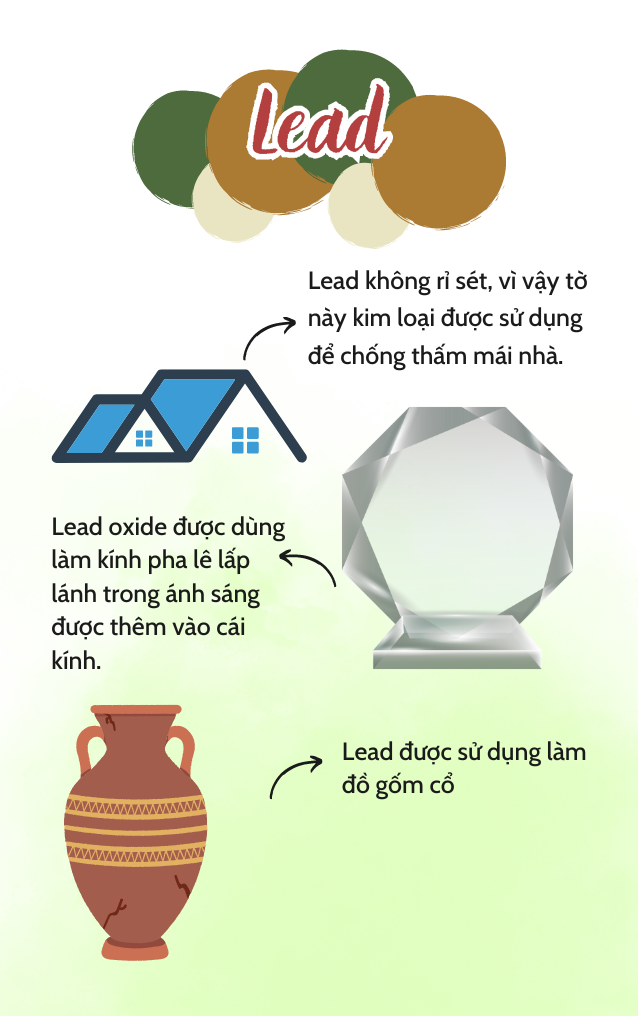 Lead
Lead không rỉ sét, vì vậy tờ
này kim loại được sử dụng
để chống thấm mái nhà.
Lead oxide được dùng
làm kính pha lê lấp
lánh trong ánh sáng
được thêm vào cái
kính.
Lead được sử dụng làm
đồ gốm cổ